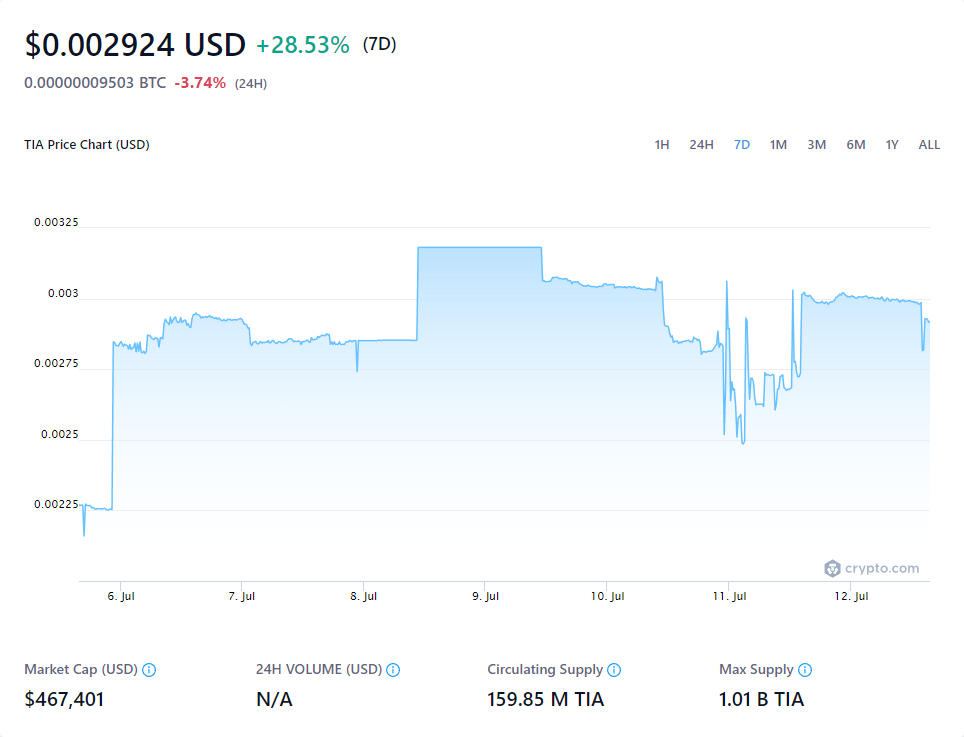 $0.002924 USD +28.53% (7D)
0.00000009503 BTC -3.74% (24H)
TIA Price Chart (USD) 1H 24H 7D 1M 3M 6M 1Y ALL
0.00325
0.003
0.00275
0.0025
0.00225
crypto.com
6. Jul 7. Jul 8. Jul 9. Jul 10. Jul 11. Jul 12. Jul
Market Cap (USD) 24H VOLUME (USD) Circulating Supply Max Supply
$467,401 N/A 159.85 M TIA 1.01 B TIA